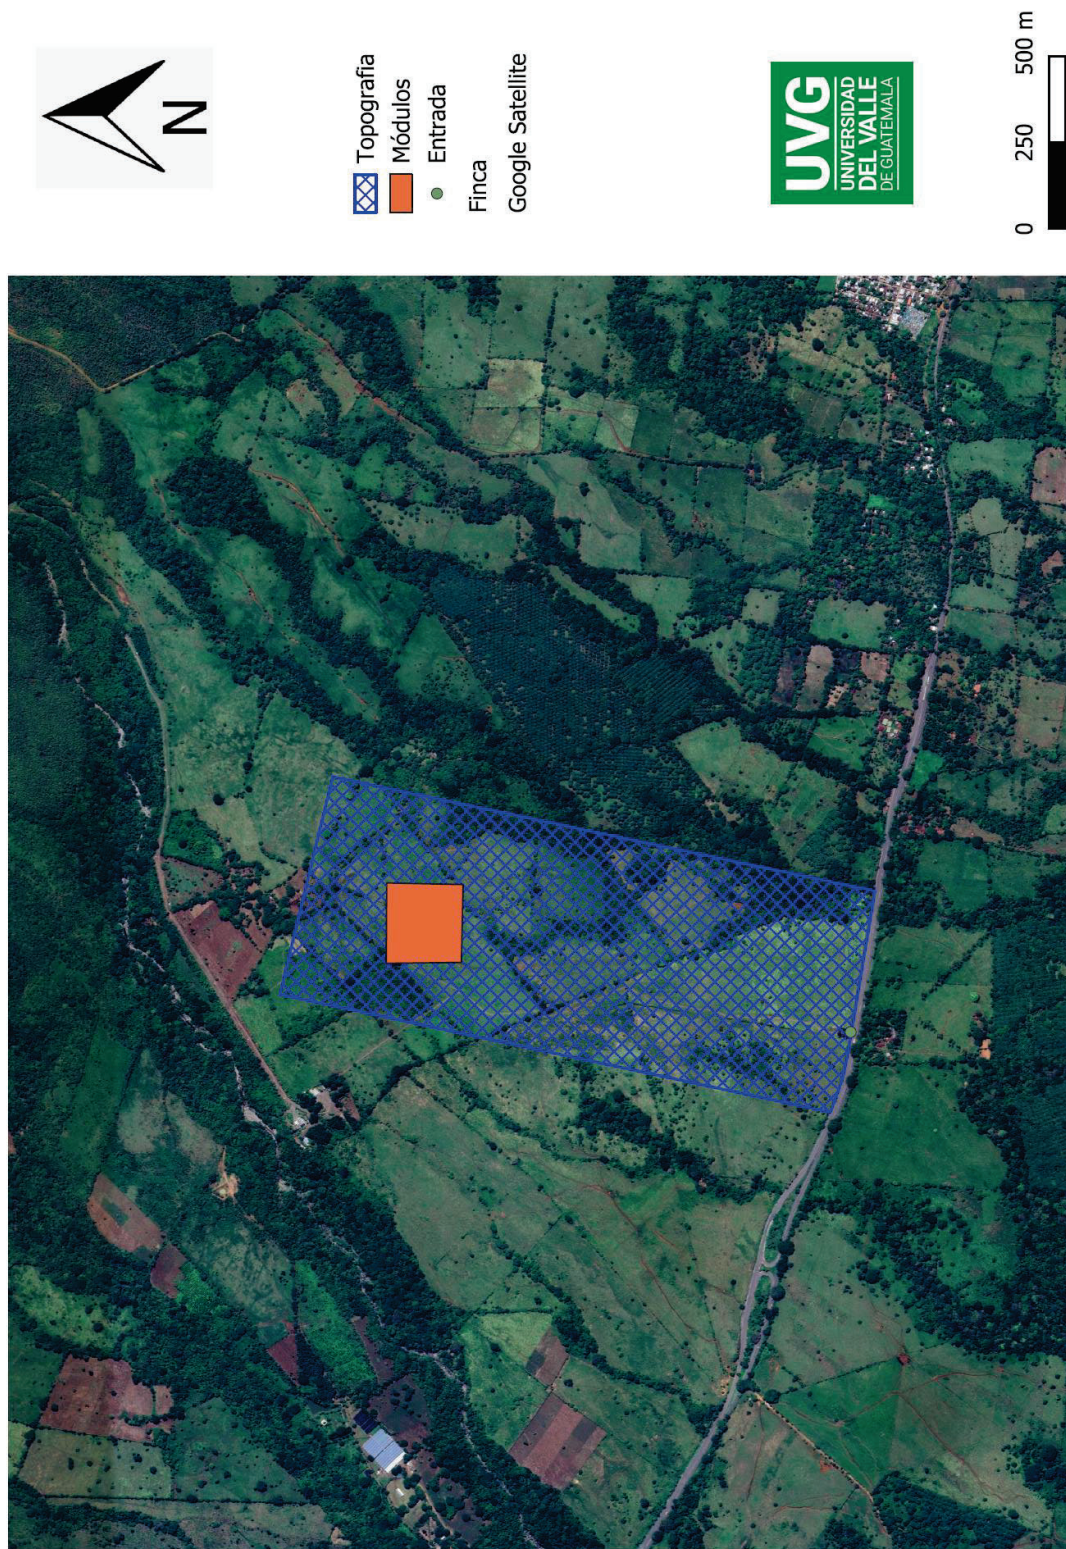 N
Topografia
Módulos
Entrada
Finca
Google Satellite
UVG
UNIVERSIDAD
DEL VALLE
DE GUATEMALA
0 250 500 m